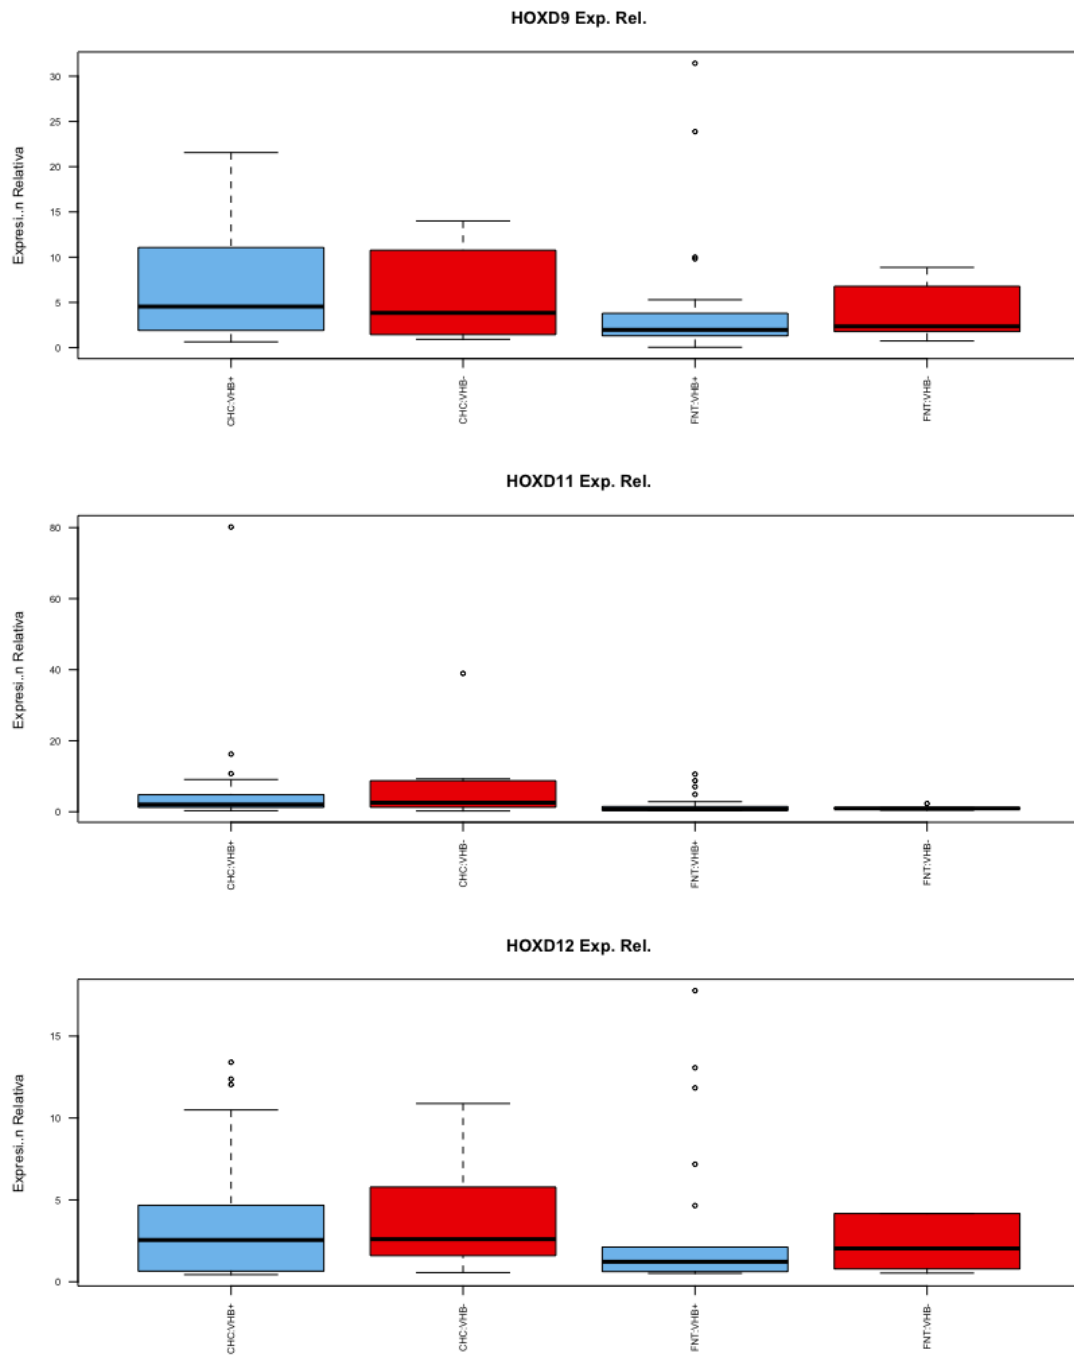 HOXD9 Exp. Rel.
Expresi..n Relativa
30
25
20
15
10
5
0
CHC:VHB+
CHC:VHB-
FNT:VHB+
FNT:VHB-
HOXD11 Exp. Rel.
Expresi..n Relativa
80
60
40
20
0
CHC:VHB+
CHC:VHB-
FNT:VHB+
FNT:VHB-
HOXD12 Exp. Rel.
Expresi..n Relativa
15
10
5
0
CHC:VHB+
CHC:VHB-
FNT:VHB+
FNT:VHB-